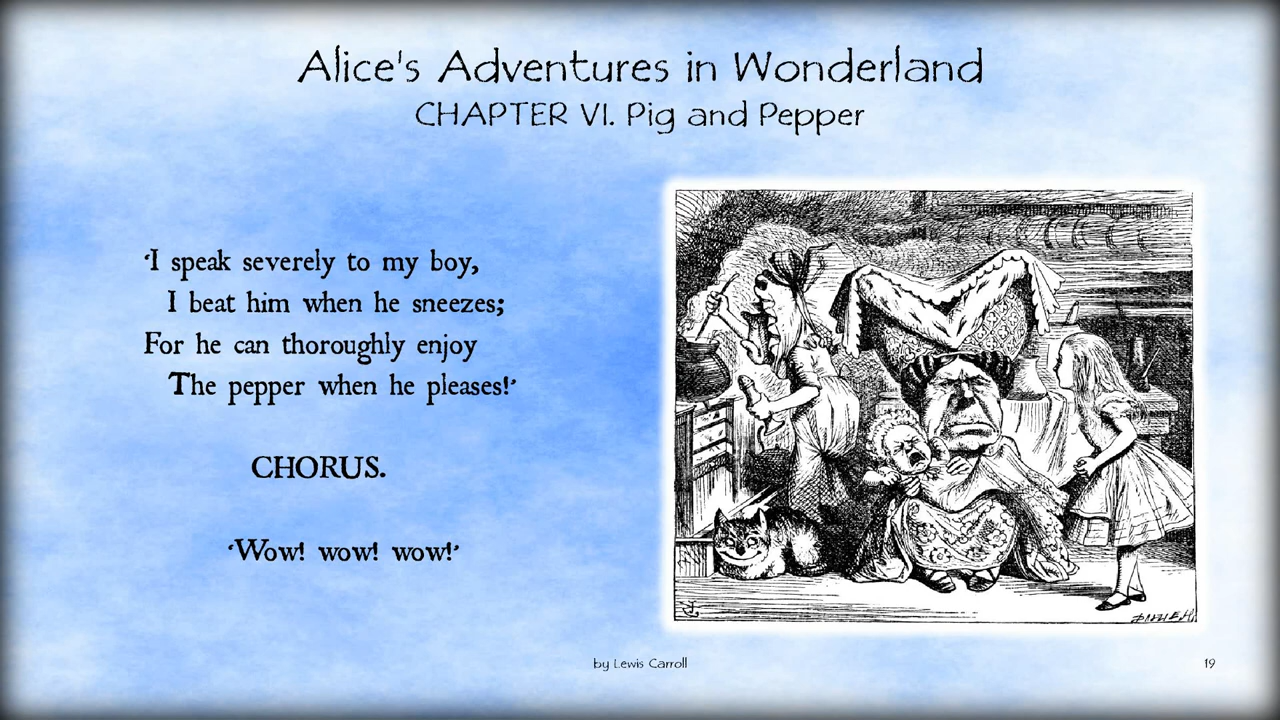 Alice's Adventures in Wonderland
CHAPTER VI. Pig and Pepper
‘I speak severely to my boy,
I beat him when he sneezes;
For he can thoroughly enjoy
The pepper when he pleases!’
CHORUS.
‘Wow! wow! wow!’
by Lewis Carroll
19